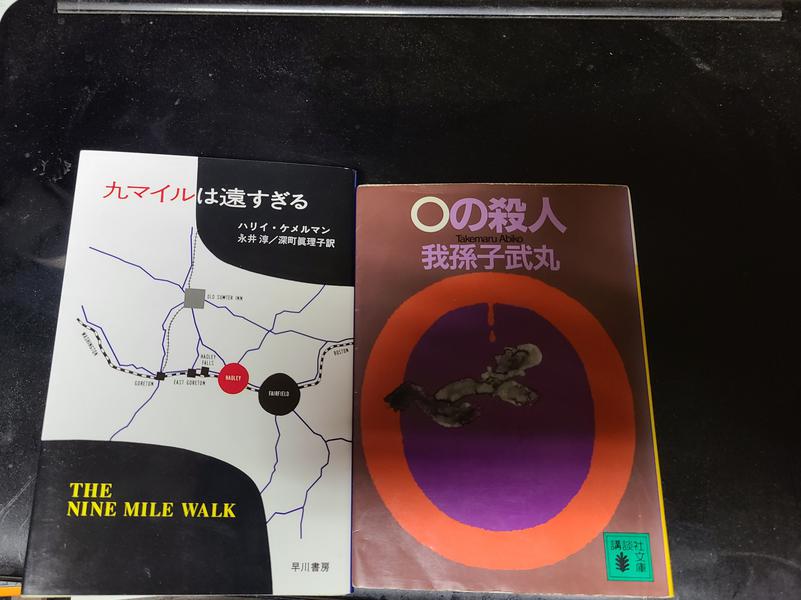 九マイルは遠すぎる
ハリイ・ケメルマン
永井 淳／深町眞理子訳
OLD SUMTER INN
WASHINGTON
BOSTON
HADLEY
FALLS
GORETON
EAST GORETON
HADLEY
FAIRFIELD
THE
NINE MILE WALK
早川書房
〇の殺人
Takemaru Abiko
我孫子武丸
講談社
文庫